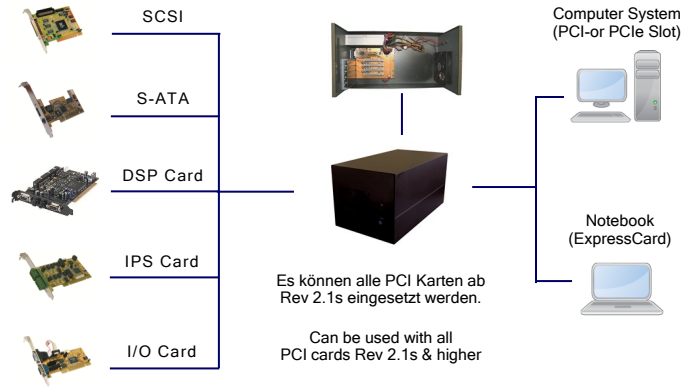 SCSI
S-ATA
DSP Card
IPS Card
I/O Card
Es können alle PCI Karten ab
Rev 2.1s eingesetzt werden.
Can be used with all
PCI cards Rev 2.1s & higher
Computer System
(PCI-or PCIe Slot)
Notebook
(ExpressCard)